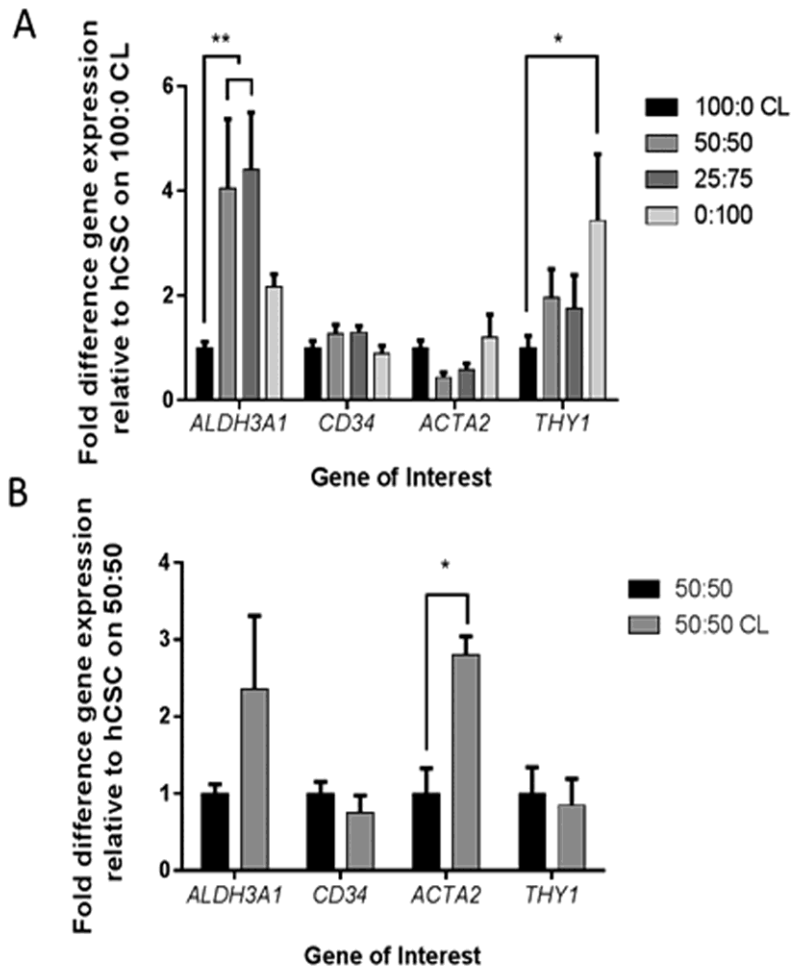 A
Fold difference gene expression
relative to hCSC on 100:0 CL
**
*
6
4
2
0
100:0 CL
50:50
25:75
0:100
ALDH3A1 CD34 ACTA2 THY1
Gene of Interest
B
Fold difference gene expression
relative to hCSC on 50:50
*
4
3
2
1
0
50:50
50:50 CL
ALDH3A1 CD34 ACTA2 THY1
Gene of Interest